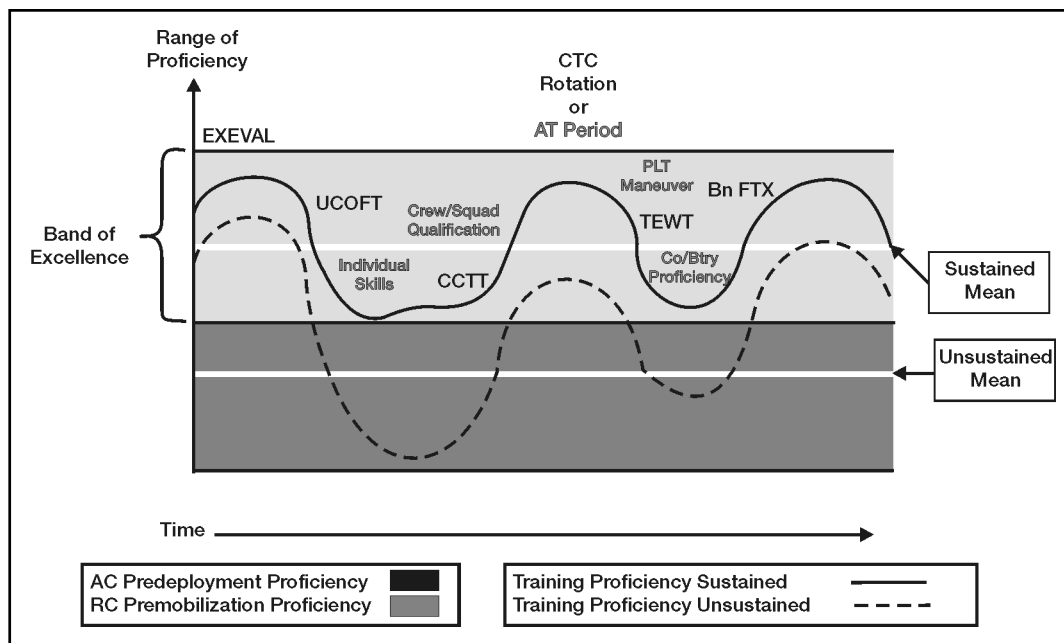 Range of
Proficiency
CTC
Rotation
or
AT Period
EXEVAL
PLT
Maneuver
Bn FTX
UCOFT
Crew/Squad
Qualification
TEWT
Band of
Excellence
Individual
Skills
CCTT
Co/Btry
Proficiency
Sustained
Mean
Unsustained
Mean
Time
AC Predeployment Proficiency
RC Premobilization Proficiency
Training Proficiency Sustained
Training Proficiency Unsustained